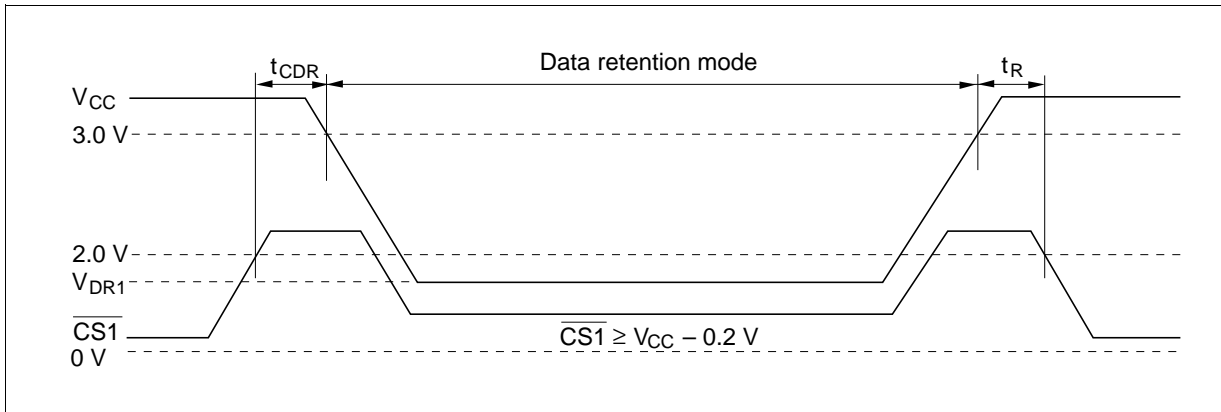 tCDR
Data retention mode
tR
VCC
3.0 V
2.0 V
VDR1
CS1
CS1 ≥ VCC – 0.2 V
0 V